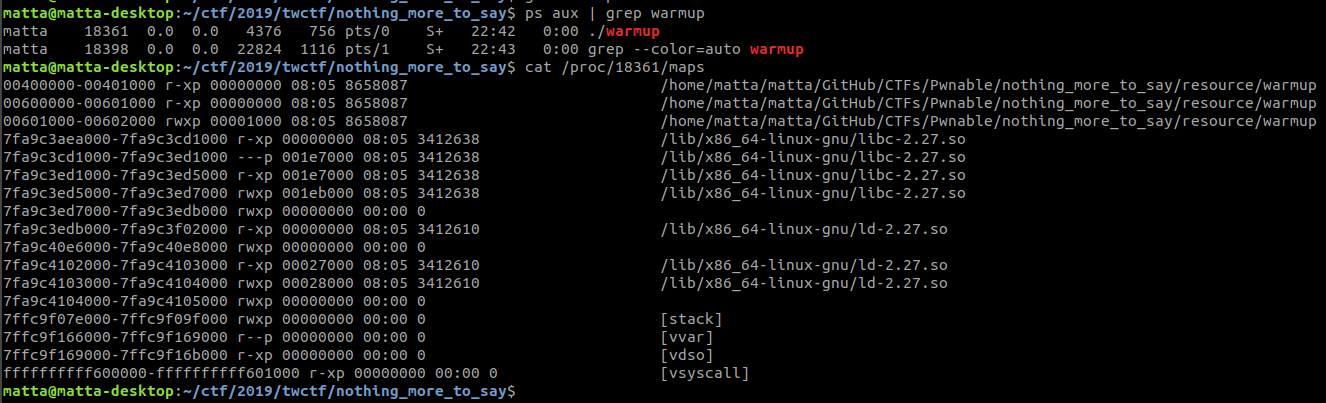 matta@matta-desktop:~/ctf/2019/twctf/nothing_more_to_say$ ps aux | grep warmup
matta    18361  0.0  0.0   4376   756 pts/0    S+   22:42   0:00 ./warmup
matta    18398  0.0  0.0  22824  1116 pts/1    S+   22:43   0:00 grep --color=auto warmup
matta@matta-desktop:~/ctf/2019/twctf/nothing_more_to_say$ cat /proc/18361/maps
00400000-00401000 r-xp 00000000 08:05 8658087                            /home/matta/matta/GitHub/CTFs/Pwnable/nothing_more_to_say/resource/warmup
00600000-00601000 r-xp 00000000 08:05 8658087                            /home/matta/matta/GitHub/CTFs/Pwnable/nothing_more_to_say/resource/warmup
00601000-00602000 rwxp 00001000 08:05 8658087                            /home/matta/matta/GitHub/CTFs/Pwnable/nothing_more_to_say/resource/warmup
7fa9c3aea000-7fa9c3cd1000 r-xp 00000000 08:05 3412638                    /lib/x86_64-linux-gnu/libc-2.27.so
7fa9c3cd1000-7fa9c3ed1000 ---p 001e7000 08:05 3412638                    /lib/x86_64-linux-gnu/libc-2.27.so
7fa9c3ed1000-7fa9c3ed5000 r-xp 001e7000 08:05 3412638                    /lib/x86_64-linux-gnu/libc-2.27.so
7fa9c3ed5000-7fa9c3ed7000 rwxp 001eb000 08:05 3412638                    /lib/x86_64-linux-gnu/libc-2.27.so
7fa9c3ed7000-7fa9c3edb000 rwxp 00000000 00:00 0
7fa9c3edb000-7fa9c3f02000 r-xp 00000000 08:05 3412610                    /lib/x86_64-linux-gnu/ld-2.27.so
7fa9c40e6000-7fa9c40e8000 rwxp 00000000 00:00 0
7fa9c4102000-7fa9c4103000 r-xp 00027000 08:05 3412610                    /lib/x86_64-linux-gnu/ld-2.27.so
7fa9c4103000-7fa9c4104000 rwxp 00028000 08:05 3412610                    /lib/x86_64-linux-gnu/ld-2.27.so
7fa9c4104000-7fa9c4105000 rwxp 00000000 00:00 0
7ffc9f07e000-7ffc9f09f000 rwxp 00000000 00:00 0                          [stack]
7ffc9f166000-7ffc9f169000 r--p 00000000 00:00 0                          [vvar]
7ffc9f169000-7ffc9f16b000 r-xp 00000000 00:00 0                          [vdso]
ffffffffff600000-ffffffffff601000 r-xp 00000000 00:00 0                  [vsyscall]
matta@matta-desktop:~/ctf/2019/twctf/nothing_more_to_say$